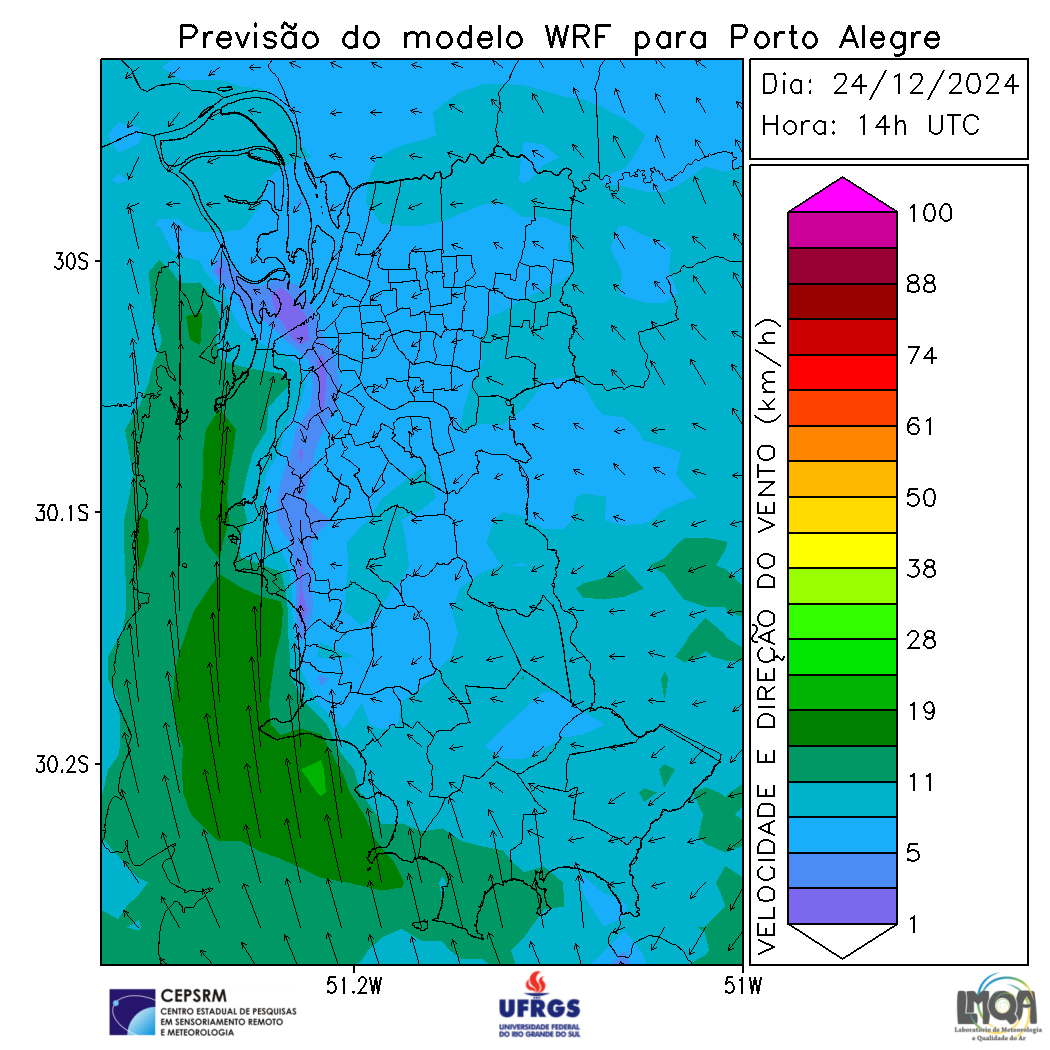 Previsão do modelo WRF para Porto Alegre
Dia: 24/12/2024
Hora: 14h UTC
30S
30.1S
30.2S
51.2W
51W
VELOCIDADE E DIREÇÃO DO VENTO (km/h)
100
88
74
61
50
38
28
19
11
5
1
CEPSRM
CENTRO ESTADUAL DE PESQUISAS
EM SENSORIAMENTO REMOTO
E METEOROLOGIA
UFRGS
UNIVERSIDADE FEDERAL
DO RIO GRANDE DO SUL
LMQA
Laboratório de Meteorologia
e Qualidade do Ar